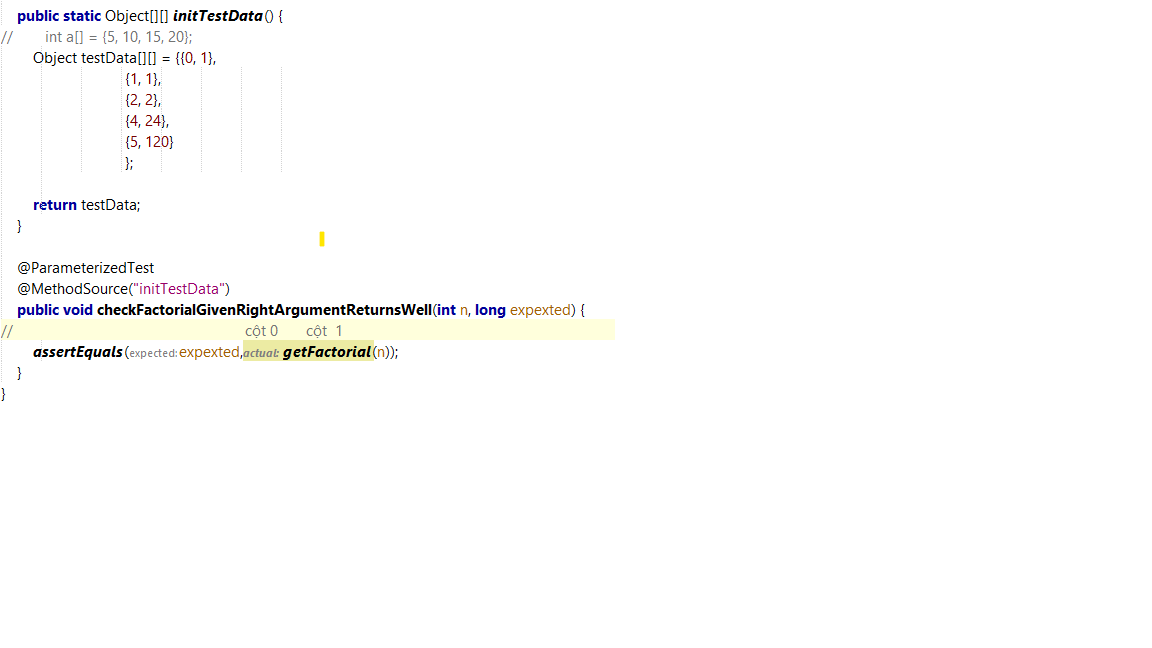 public static Object[][] initTestData() {
//        int a[] = {5, 10, 15, 20};
Object testData[][] = {{0, 1},
{1, 1},
{2, 2},
{4, 24},
{5, 120}
};
return testData;
}
@ParameterizedTest
@MethodSource("initTestData")
public void checkFactorialGivenRightArgumentReturnsWell(int n, long expexted) {
//                                                          cột 0       cột  1
assertEquals(expected: expexted, actual: getFactorial(n));
}
}